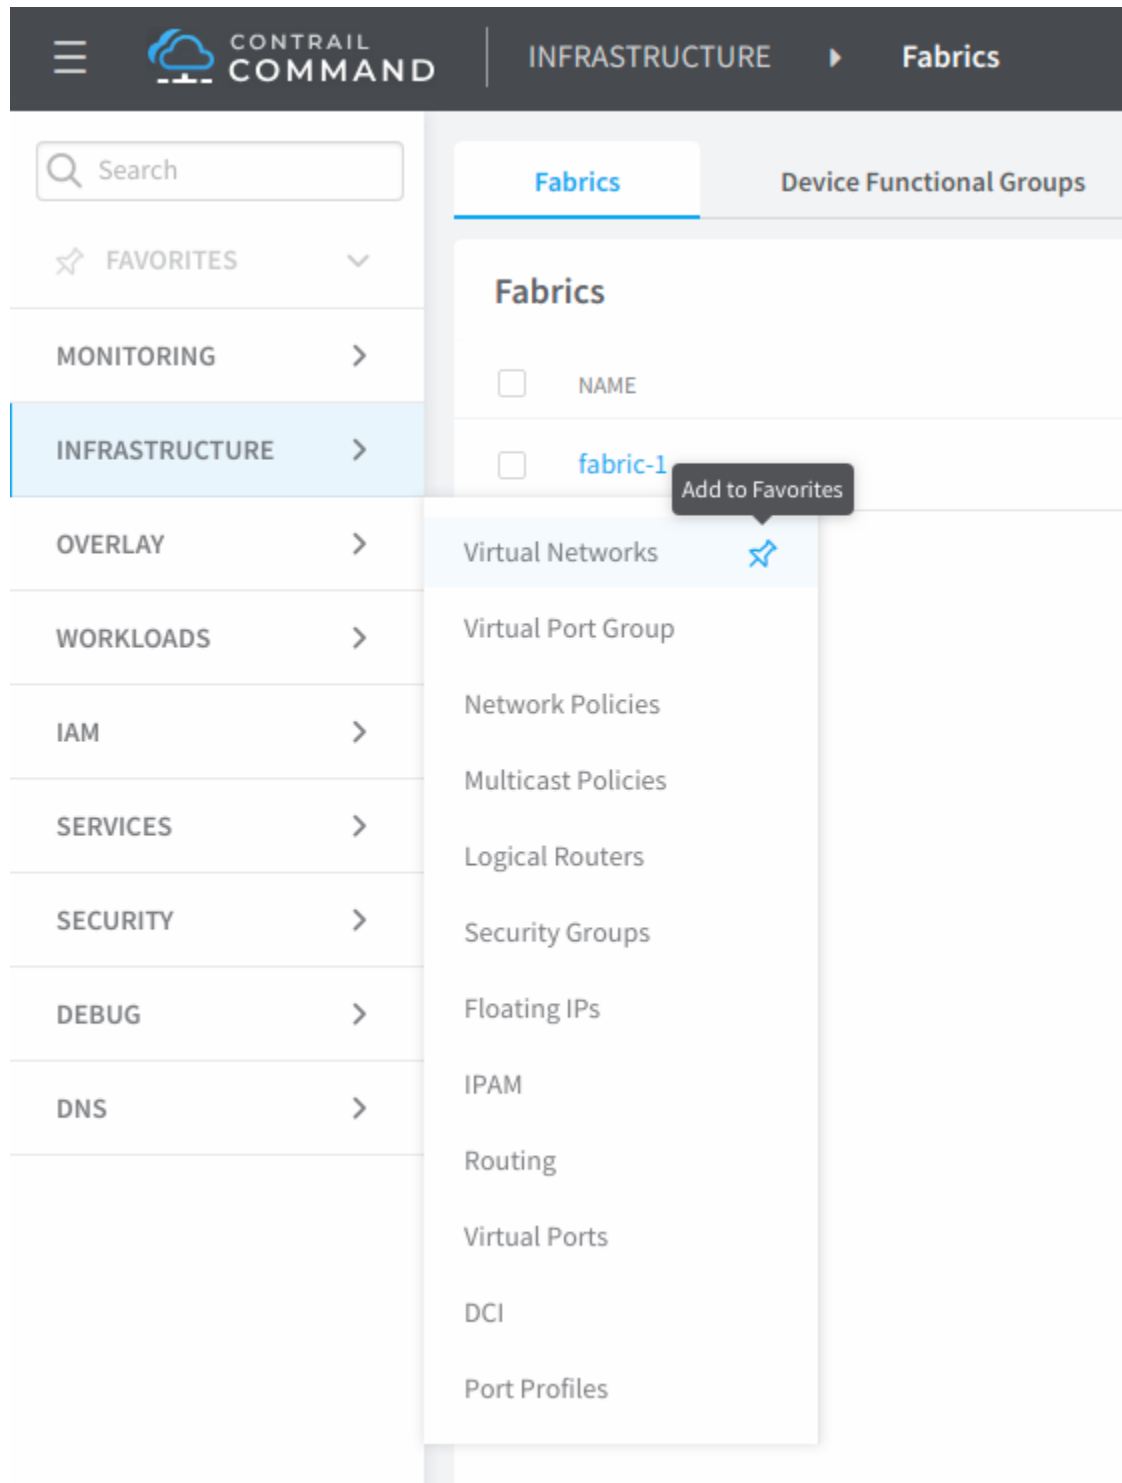 CONTRAIL
COMMAND
INFRASTRUCTURE
Fabrics
Search
FAVORITES
MONITORING
INFRASTRUCTURE
OVERLAY
WORKLOADS
IAM
SERVICES
SECURITY
DEBUG
DNS
Fabrics
Device Functional Groups
Fabrics
NAME
fabric-1
Add to Favorites
Virtual Networks
Virtual Port Group
Network Policies
Multicast Policies
Logical Routers
Security Groups
Floating IPs
IPAM
Routing
Virtual Ports
DCI
Port Profiles